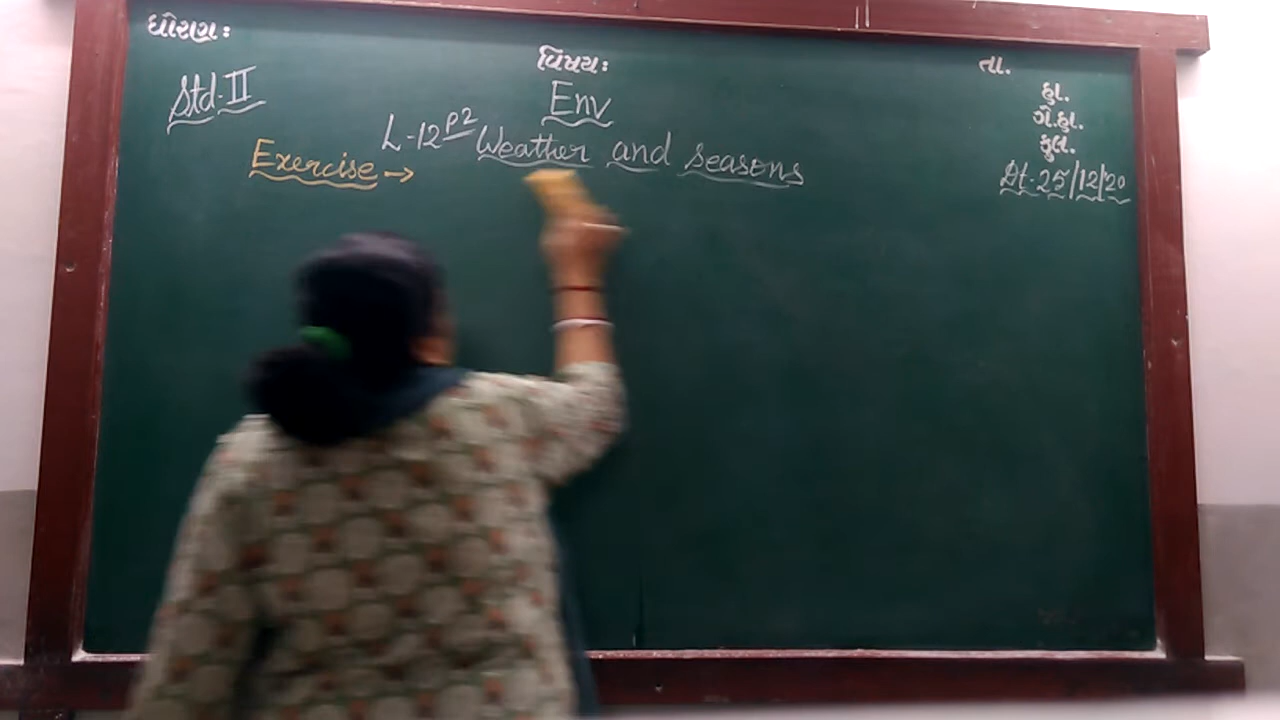 ધોરણઃ
વિષયઃ
તા.
Std. II
Env
હા.
ગે.હા.
કુલ.
L-12 P2 Weather and seasons
Exercise →
Dt. 25/12/20